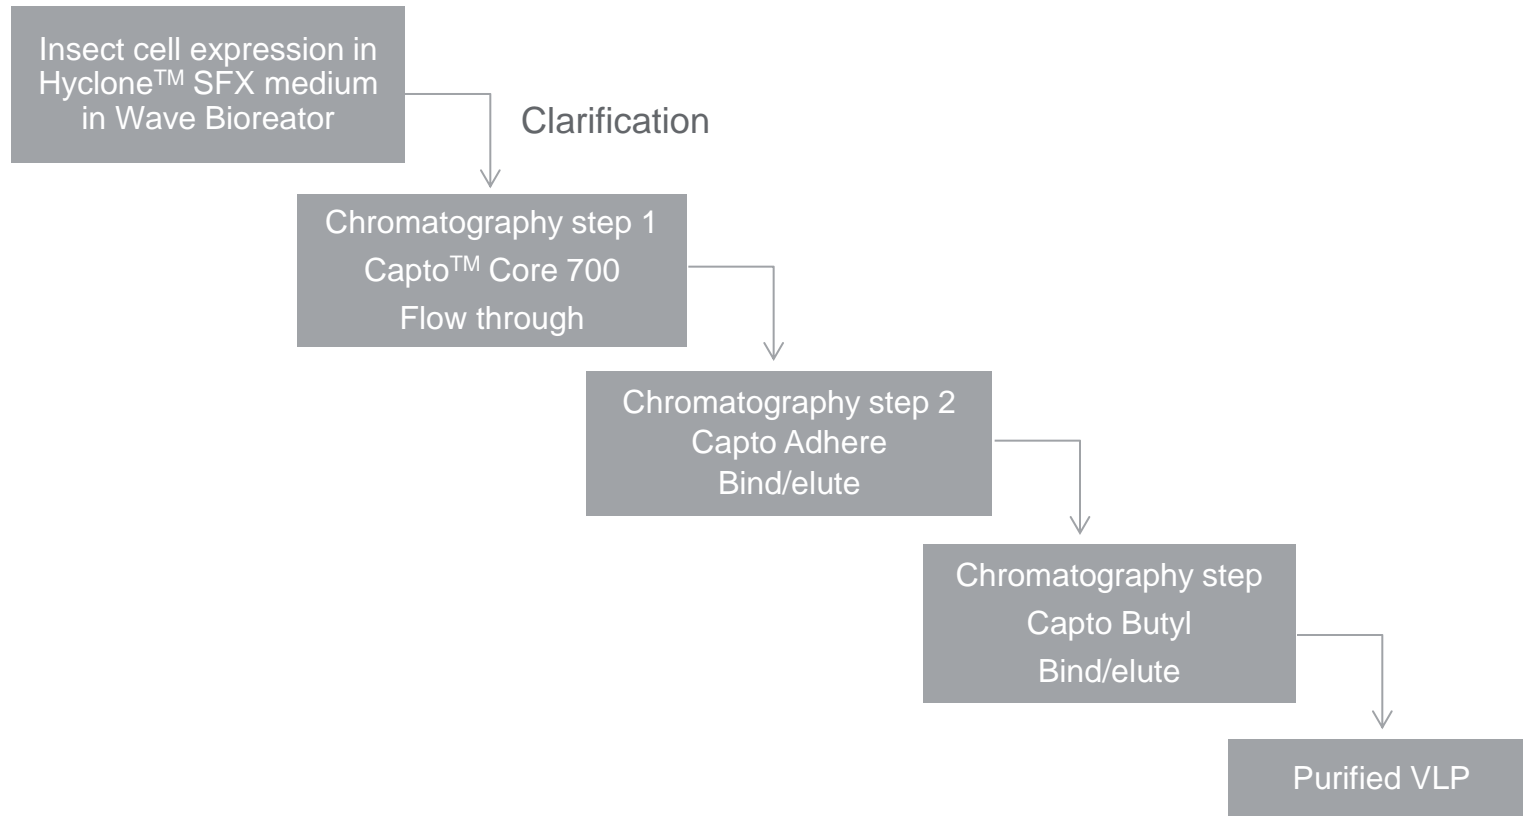 Insect cell expression in
Hyclone™ SFX medium
in Wave Bioreator
Clarification
Chromatography step 1
Capto™ Core 700
Flow through
Chromatography step 2
Capto Adhere
Bind/elute
Chromatography step
Capto Butyl
Bind/elute
Purified VLP